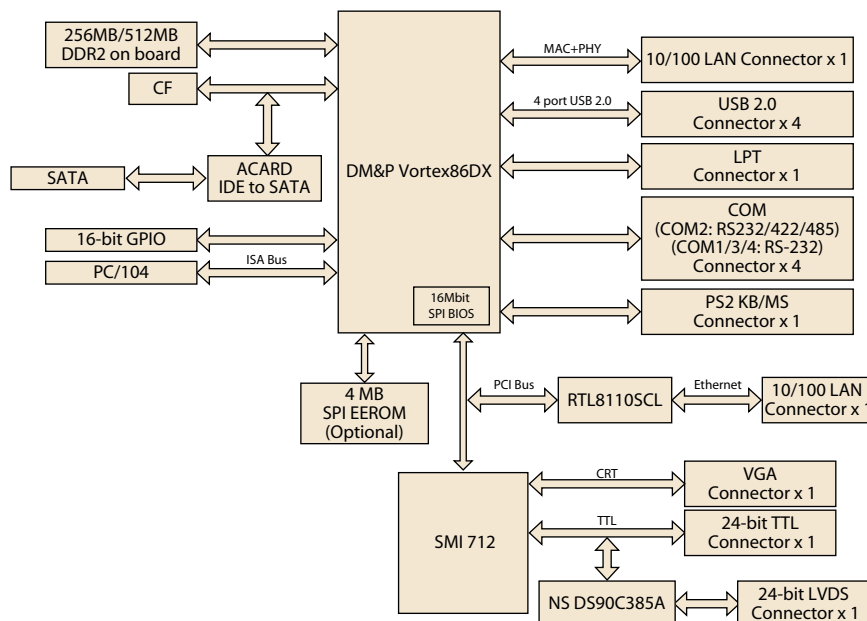 256MB/512MB
DDR2 on board
CF
SATA
ACARD
IDE to SATA
16-bit GPIO
PC/104
ISA Bus
DM&P Vortex86DX
16Mbit
SPI BIOS
4 MB
SPI EEROM
(Optional)
MAC+PHY
10/100 LAN Connector x 1
4 port USB 2.0
USB 2.0
Connector x 4
LPT
Connector x 1
COM
(COM2: RS232/422/485)
(COM1/3/4: RS-232)
Connector x 4
PS2 KB/MS
Connector x 1
PCI Bus
RTL8110SCL
Ethernet
10/100 LAN
Connector x 1
SMI 712
CRT
VGA
Connector x 1
TTL
24-bit TTL
Connector x 1
NS DS90C385A
24-bit LVDS
Connector x 1